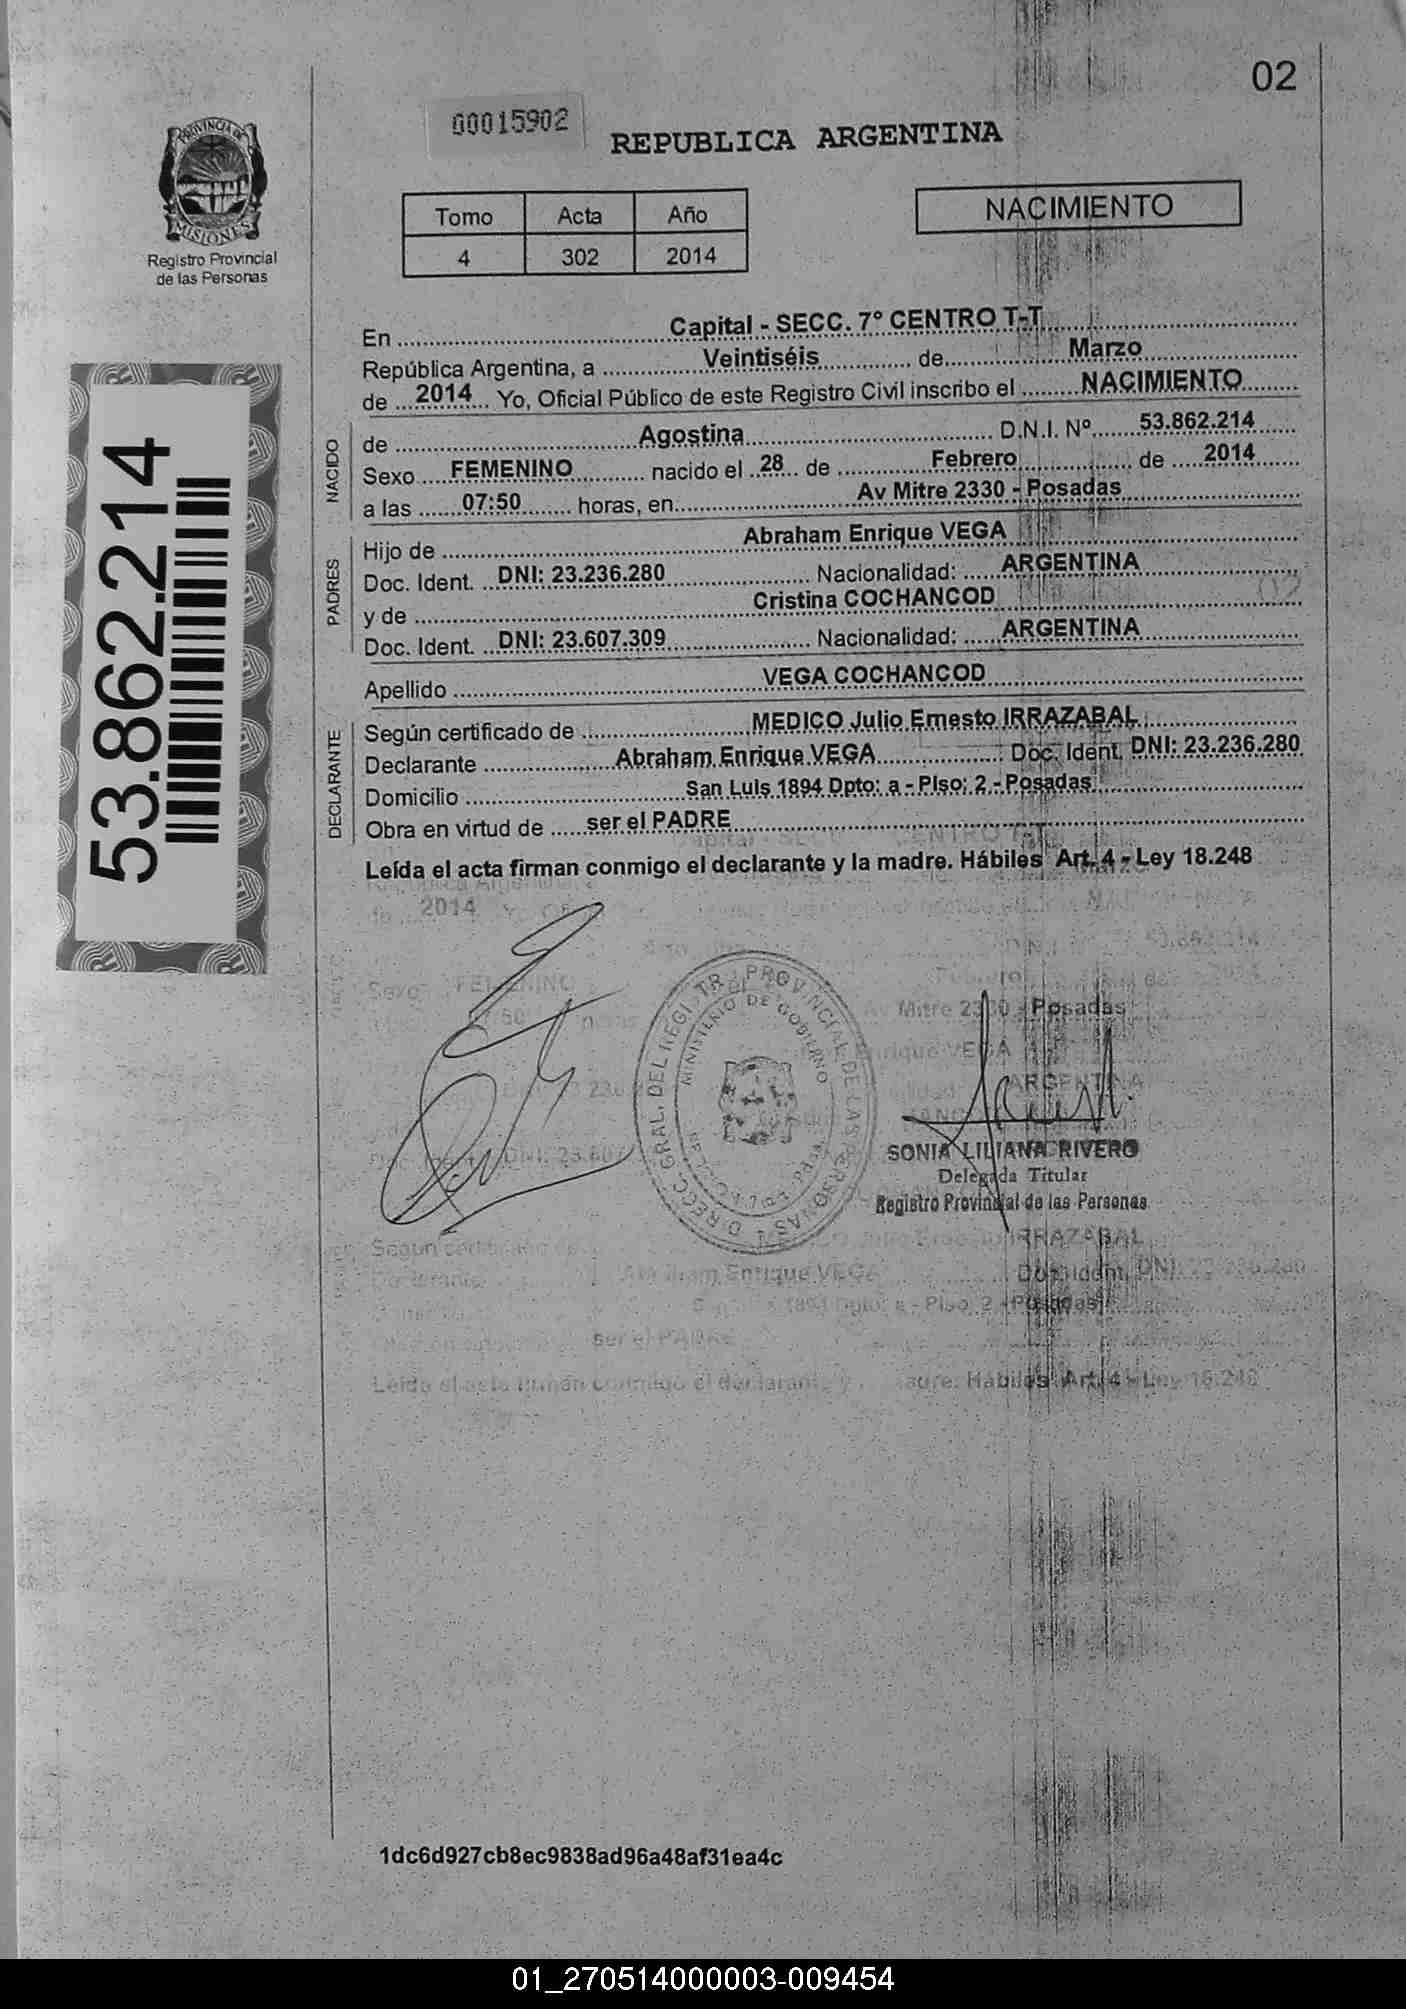 02
00015902
REPUBLICA ARGENTINA
PROVINCIA DE
MISIONES
Registro Provincial
de las Personas
Tomo Acta Año
4 302 2014
NACIMIENTO
En Capital - SECC. 7° CENTRO T-T
República Argentina, a Veintiséis de Marzo
de 2014 Yo, Oficial Público de este Registro Civil inscribo el NACIMIENTO
NACIDO
de Agostina D.N.I. Nº 53.862.214
Sexo FEMENINO nacido el 28 de Febrero de 2014
a las 07:50 horas, en: Av Mitre 2330 - Posadas
PADRES
Hijo de Abraham Enrique VEGA
Doc. Ident. DNI: 23.236.280 Nacionalidad: ARGENTINA
y de Cristina COCHANCOD
Doc. Ident. DNI: 23.607.309 Nacionalidad: ARGENTINA
Apellido VEGA COCHANCOD
DECLARANTE
Según certificado de MEDICO Julio Ernesto IRRAZABAL
Declarante Abraham Enrique VEGA Doc. Ident. DNI: 23.236.280
Domicilio San Luis 1894 Dpto: a - Piso: 2 - Posadas
Obra en virtud de ser el PADRE
Leída el acta firman conmigo el declarante y la madre. Hábiles Art. 4 - Ley 18.248
53.862.214
MINISTERIO DE GOBIERNO
SONIA LILIANA RIVERO
Delegada Titular
Registro Provincial de las Personas
1dc6d927cb8ec9838ad96a48af31ea4c
01_270514000003-009454